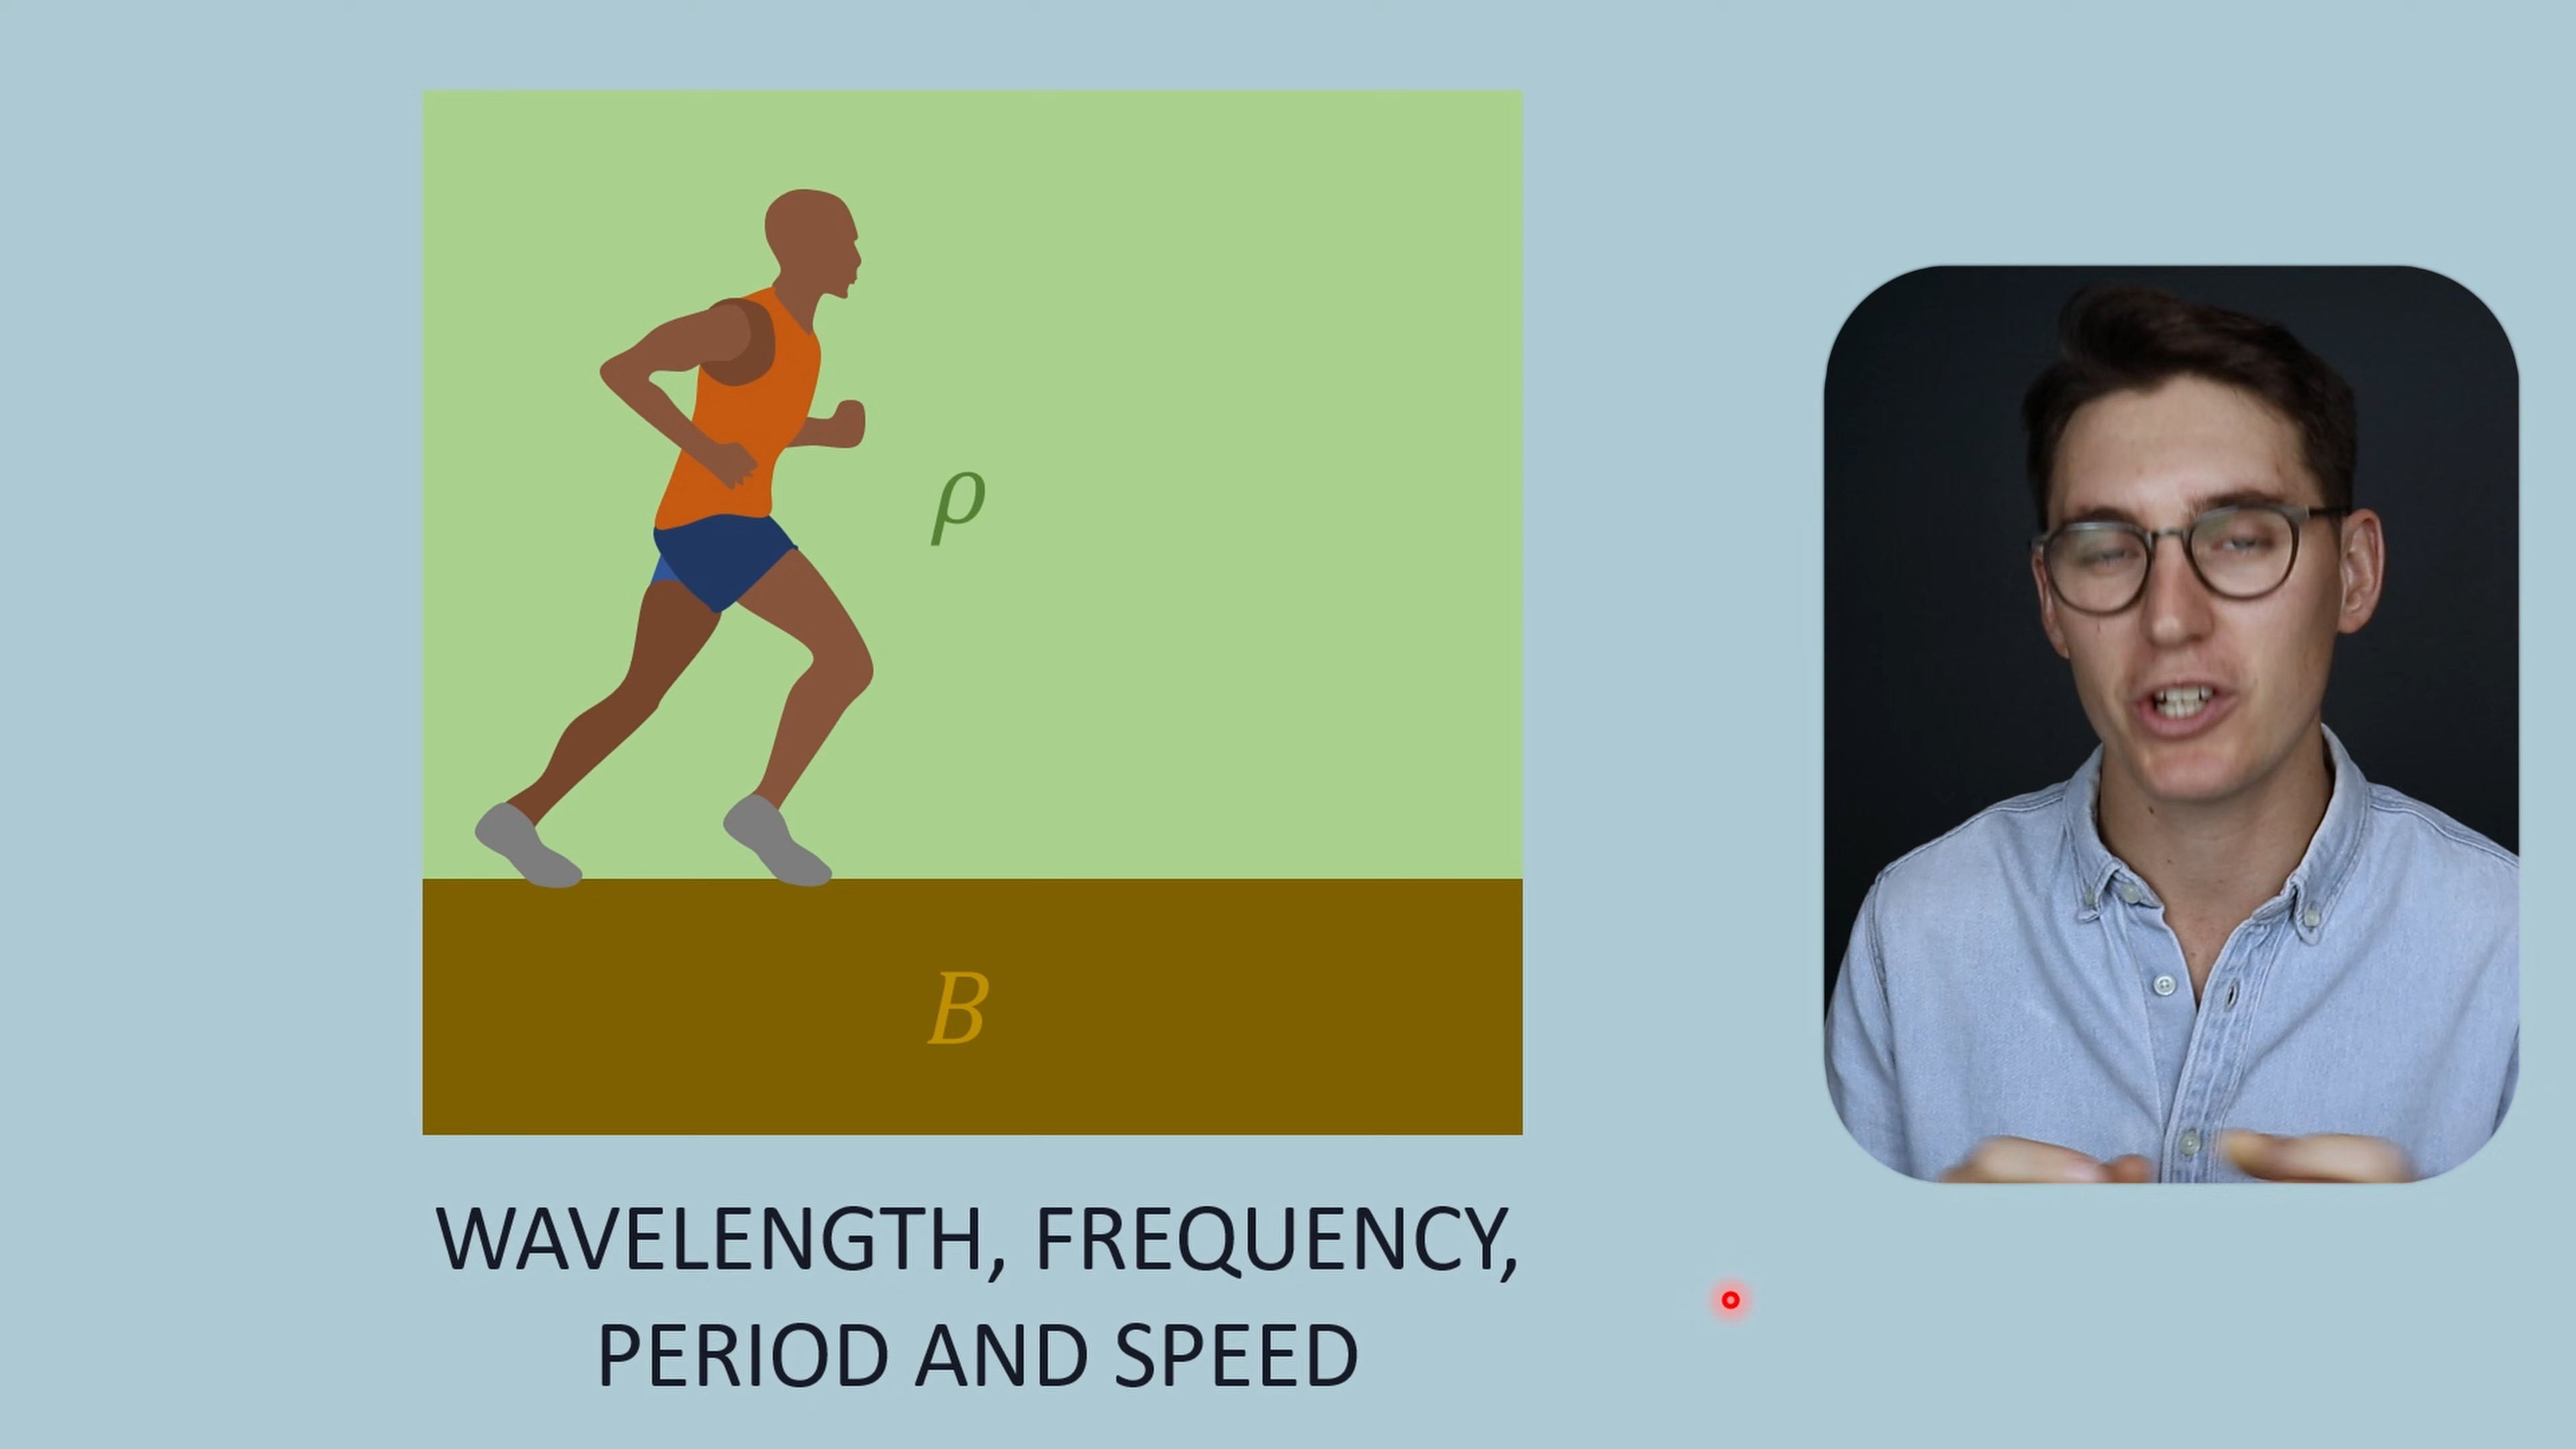 ρ
B
WAVELENGTH, FREQUENCY,
PERIOD AND SPEED